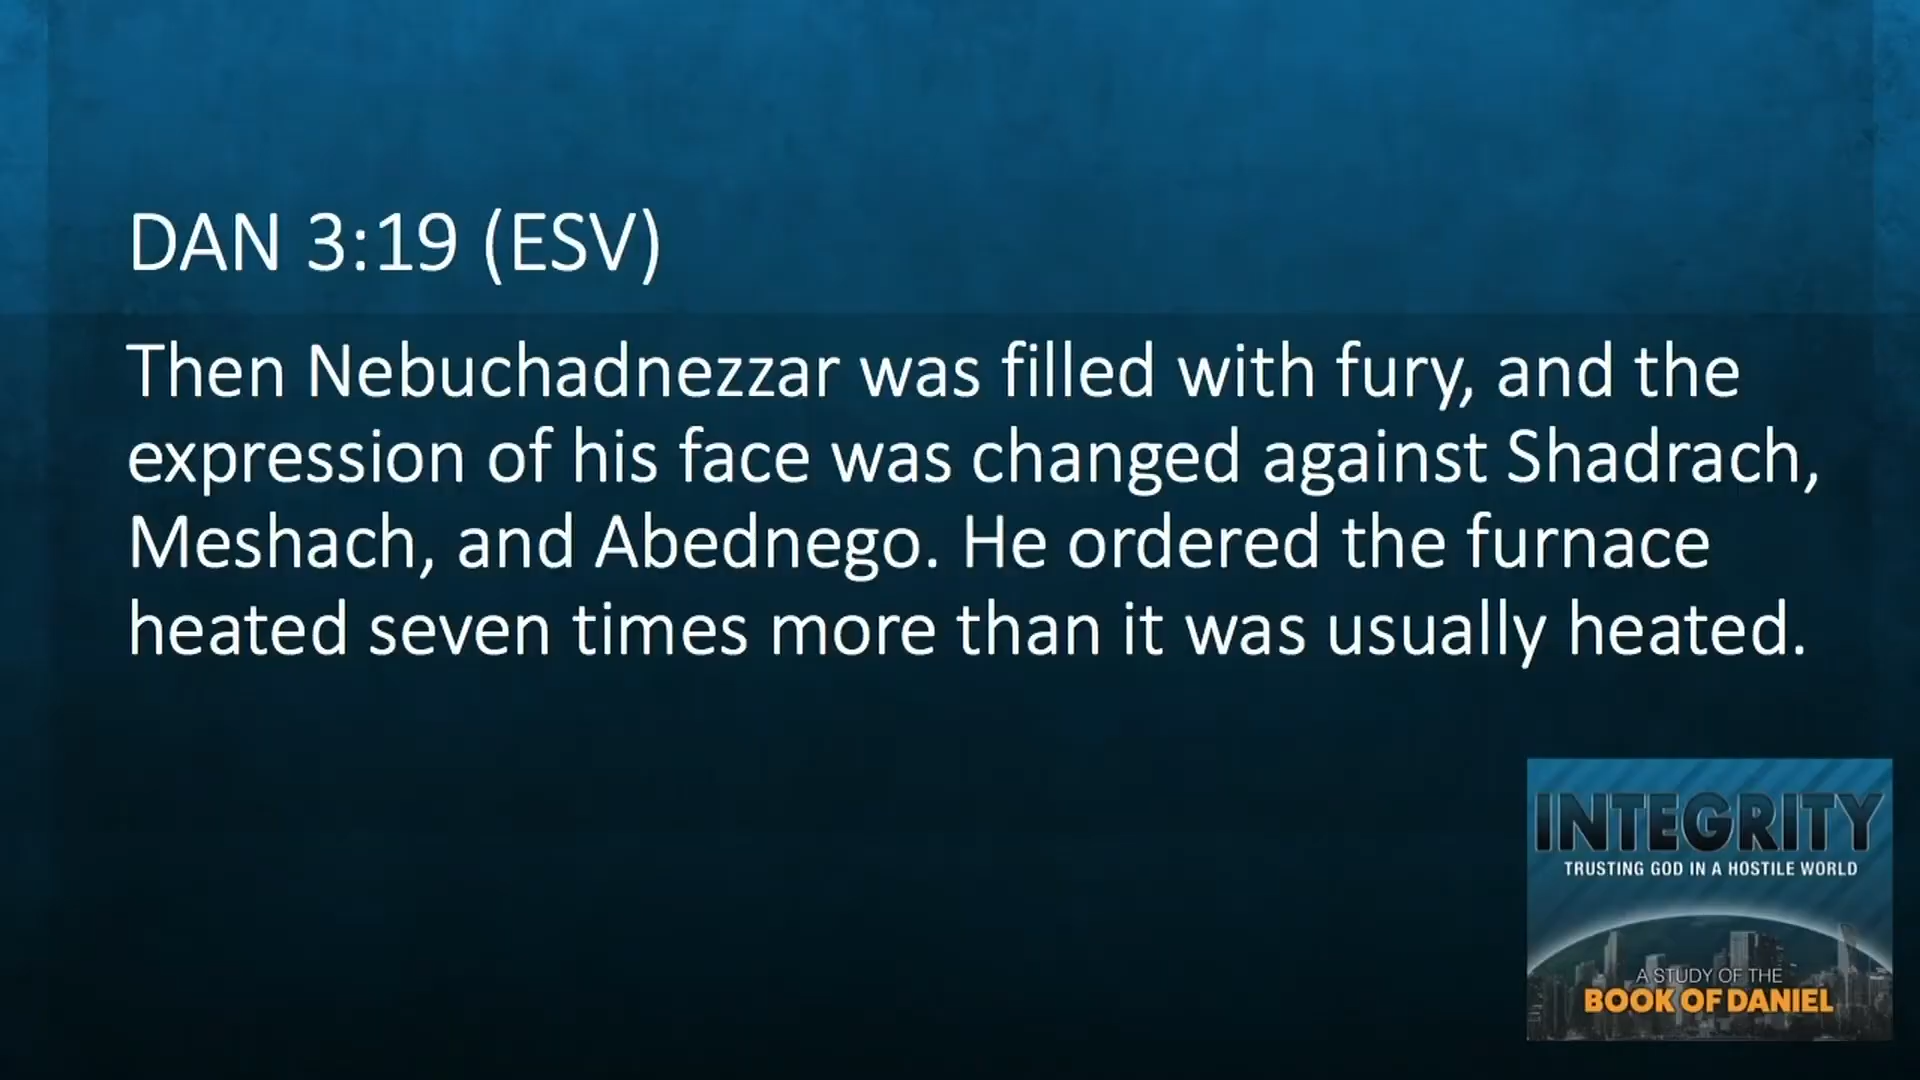 DAN 3:19 (ESV)
Then Nebuchadnezzar was filled with fury, and the
expression of his face was changed against Shadrach,
Meshach, and Abednego. He ordered the furnace
heated seven times more than it was usually heated.
INTEGRITY
TRUSTING GOD IN A HOSTILE WORLD
A STUDY OF THE
BOOK OF DANIEL